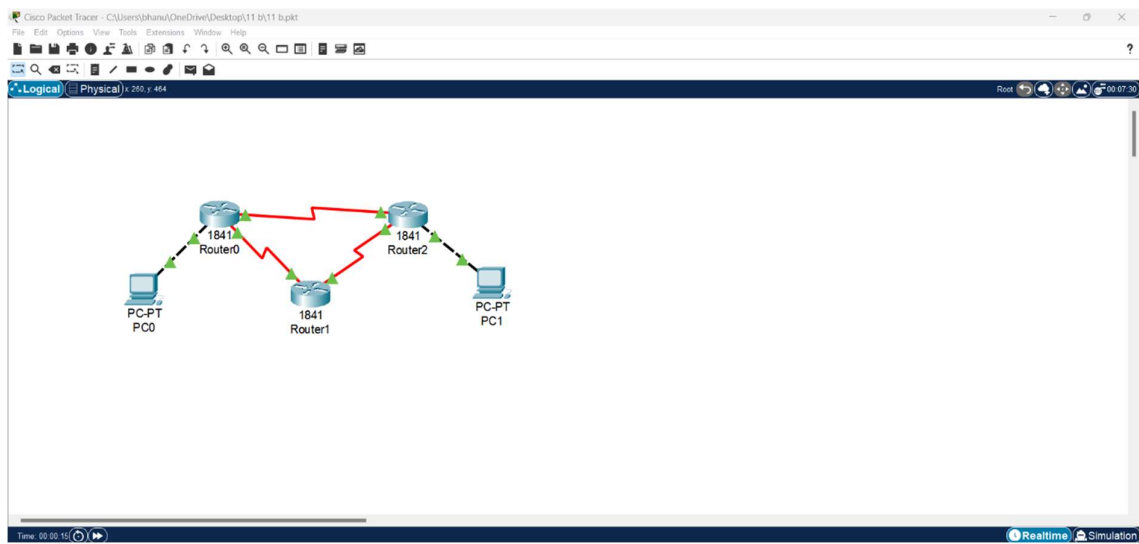 Cisco Packet Tracer - C:\Users\bhanu\OneDrive\Desktop\11 b\11 b.pkt
File Edit Options View Tools Extensions Window Help
?
Logical Physical x: 260, y: 464 Root 00:07:30
1841
Router0
1841
Router2
PC-PT
PC0
1841
Router1
PC-PT
PC1
Time: 00:00:15 Realtime Simulation